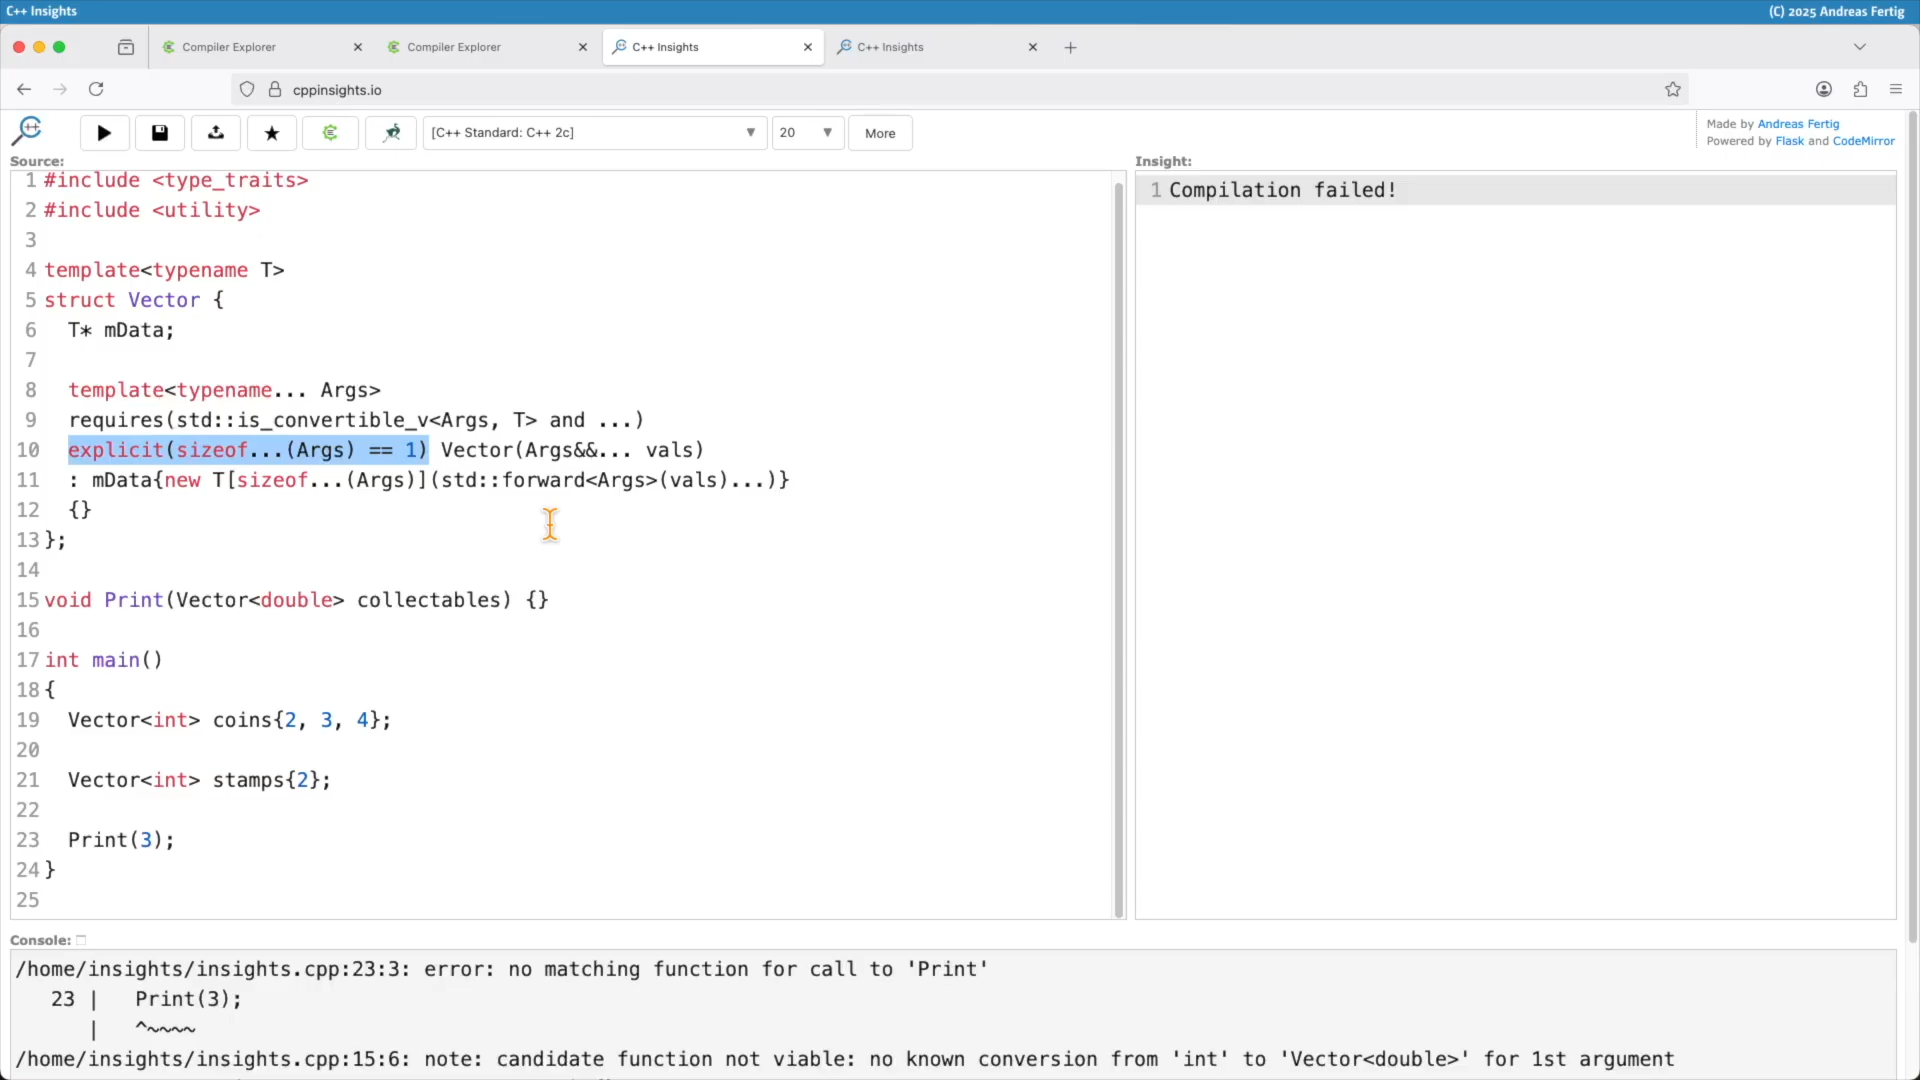 C++ Insights
(C) 2025 Andreas Fertig
Compiler Explorer
Compiler Explorer
C++ Insights
C++ Insights
cppinsights.io
[C++ Standard: C++ 2c]
20
More
Made by Andreas Fertig
Powered by Flask and CodeMirror
Source:
1 #include <type_traits>
2 #include <utility>
3
4 template<typename T>
5 struct Vector {
6   T* mData;
7
8   template<typename... Args>
9   requires(std::is_convertible_v<Args, T> and ...)
10   explicit(sizeof...(Args) == 1) Vector(Args&&... vals)
11   : mData{new T[sizeof...(Args)](std::forward<Args>(vals)...)}
12   {}
13 };
14
15 void Print(Vector<double> collectables) {}
16
17 int main()
18 {
19   Vector<int> coins{2, 3, 4};
20
21   Vector<int> stamps{2};
22
23   Print(3);
24 }
25
Insight:
1 Compilation failed!
Console:
/home/insights/insights.cpp:23:3: error: no matching function for call to 'Print'
   23 |   Print(3);
      |   ^~~~~
/home/insights/insights.cpp:15:6: note: candidate function not viable: no known conversion from 'int' to 'Vector<double>' for 1st argument